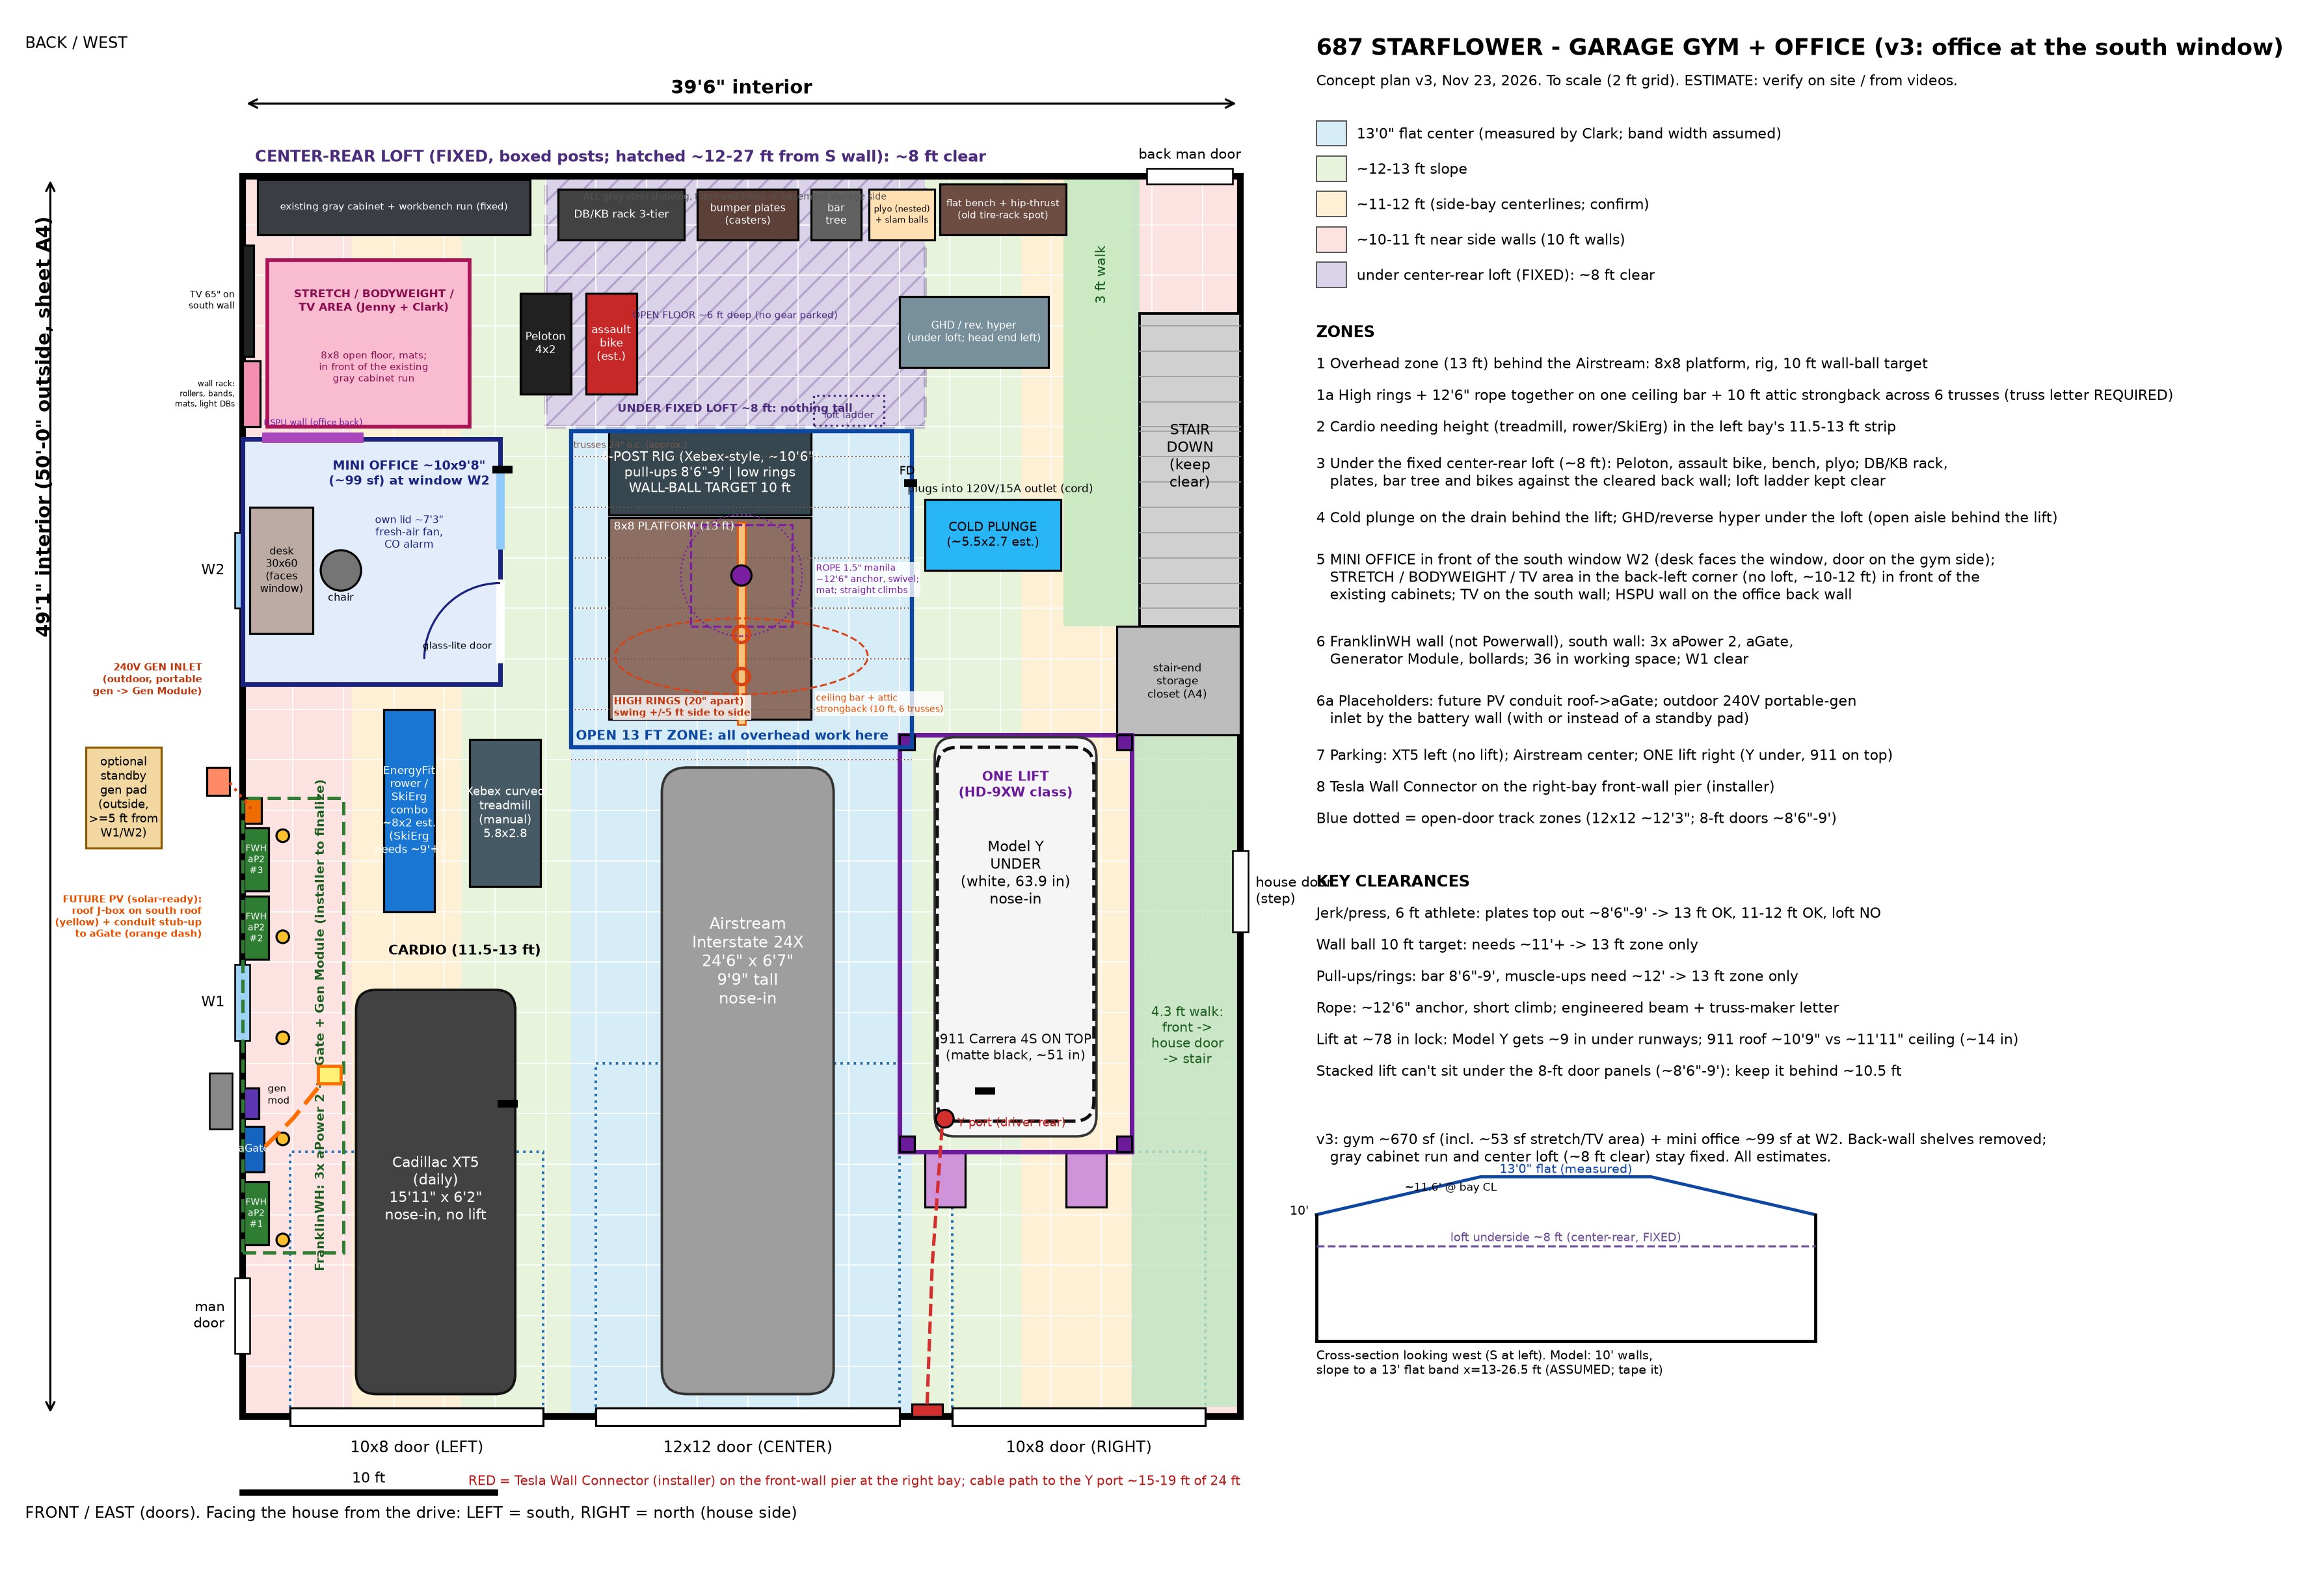 BACK / WEST
39'6" interior
CENTER-REAR LOFT (FIXED, boxed posts; hatched ~12-27 ft from S wall): ~8 ft clear
back man door
49'1" interior (50'-0" outside, sheet A4)
existing gray cabinet + workbench run (fixed)
DB/KB rack 3-tier
bumper plates
(casters)
bar
tree
plyo (nested)
+ slam balls
flat bench + hip-thrust
(old tire-rack spot)
3 ft walk
TV 65" on
south wall
STRETCH / BODYWEIGHT /
TV AREA (Jenny + Clark)
8x8 open floor, mats;
in front of the existing
gray cabinet run
wall rack:
rollers, bands,
mats, light DBs
Peloton
4x2
assault
bike
(est.)
OPEN FLOOR ~6 ft deep (no gear parked)
GHD / rev. hyper
(under loft; head end left)
UNDER FIXED LOFT ~8 ft: nothing tall
loft ladder
HSPU wall (office back)
STAIR
DOWN
(keep
clear)
trusses 24" o.c. (approx.)
-POST RIG (Xebex-style, ~10'6"
pull-ups 8'6"-9' | low rings
WALL-BALL TARGET 10 ft
FD
plugs into 120V/15A outlet (cord)
COLD PLUNGE
(~5.5x2.7 est.)
MINI OFFICE ~10x9'8"
(~99 sf) at window W2
own lid ~7'3"
fresh-air fan,
CO alarm
W2
desk
30x60
(faces
window)
chair
glass-lite door
8x8 PLATFORM (13 ft)
ROPE 1.5" manila
~12'6" anchor, swivel;
mat; straight climbs
HIGH RINGS (20" apart)
swing +/-5 ft side to side
ceiling bar + attic
strongback (10 ft, 6 trusses)
OPEN 13 FT ZONE: all overhead work here
stair-end
storage
closet (A4)
240V GEN INLET
(outdoor, portable
gen -> Gen Module)
optional
standby
gen pad
(outside,
>=5 ft from
W1/W2)
FUTURE PV (solar-ready):
roof J-box on south roof
(yellow) + conduit stub-up
to aGate (orange dash)
FWH
aP2
#3
FWH
aP2
#2
W1
gen
mod
aGate
FWH
aP2
#1
FranklinWH: 3x aPower 2 Gate + Gen Module (installer to finalize)
EnergyFit
rower /
SkiErg
combo
~8x2 est.
(SkiErg
needs ~9'+)
Xebex curved
treadmill
(manual)
5.8x2.8
CARDIO (11.5-13 ft)
Airstream
Interstate 24X
24'6" x 6'7"
9'9" tall
nose-in
Cadillac XT5
(daily)
15'11" x 6'2"
nose-in, no lift
ONE LIFT
(HD-9XW class)
Model Y
UNDER
(white, 63.9 in)
nose-in
911 Carrera 4S ON TOP
(matte black, ~51 in)
Y port (driver rear)
4.3 ft walk:
front ->
house door
-> stair
house door
(step)
man
door
10x8 door (LEFT)
12x12 door (CENTER)
10x8 door (RIGHT)
10 ft
RED = Tesla Wall Connector (installer) on the front-wall pier at the right bay; cable path to the Y port ~15-19 ft of 24 ft
FRONT / EAST (doors). Facing the house from the drive: LEFT = south, RIGHT = north (house side)
687 STARFLOWER - GARAGE GYM + OFFICE (v3: office at the south window)
Concept plan v3, Nov 23, 2026. To scale (2 ft grid). ESTIMATE: verify on site / from videos.
13'0" flat center (measured by Clark; band width assumed)
~12-13 ft slope
~11-12 ft (side-bay centerlines; confirm)
~10-11 ft near side walls (10 ft walls)
under center-rear loft (FIXED): ~8 ft clear
ZONES
1 Overhead zone (13 ft) behind the Airstream: 8x8 platform, rig, 10 ft wall-ball target
1a High rings + 12'6" rope together on one ceiling bar + 10 ft attic strongback across 6 trusses (truss letter REQUIRED)
2 Cardio needing height (treadmill, rower/SkiErg) in the left bay's 11.5-13 ft strip
3 Under the fixed center-rear loft (~8 ft): Peloton, assault bike, bench, plyo; DB/KB rack,
plates, bar tree and bikes against the cleared back wall; loft ladder kept clear
4 Cold plunge on the drain behind the lift; GHD/reverse hyper under the loft (open aisle behind the lift)
5 MINI OFFICE in front of the south window W2 (desk faces the window, door on the gym side);
STRETCH / BODYWEIGHT / TV area in the back-left corner (no loft, ~10-12 ft) in front of the
existing cabinets; TV on the south wall; HSPU wall on the office back wall
6 FranklinWH wall (not Powerwall), south wall: 3x aPower 2, aGate,
Generator Module, bollards; 36 in working space; W1 clear
6a Placeholders: future PV conduit roof->aGate; outdoor 240V portable-gen
inlet by the battery wall (with or instead of a standby pad)
7 Parking: XT5 left (no lift); Airstream center; ONE lift right (Y under, 911 on top)
8 Tesla Wall Connector on the right-bay front-wall pier (installer)
Blue dotted = open-door track zones (12x12 ~12'3"; 8-ft doors ~8'6"-9')
KEY CLEARANCES
Jerk/press, 6 ft athlete: plates top out ~8'6"-9' -> 13 ft OK, 11-12 ft OK, loft NO
Wall ball 10 ft target: needs ~11'+ -> 13 ft zone only
Pull-ups/rings: bar 8'6"-9', muscle-ups need ~12' -> 13 ft zone only
Rope: ~12'6" anchor, short climb; engineered beam + truss-maker letter
Lift at ~78 in lock: Model Y gets ~9 in under runways; 911 roof ~10'9" vs ~11'11" ceiling (~14 in)
Stacked lift can't sit under the 8-ft door panels (~8'6"-9'): keep it behind ~10.5 ft
v3: gym ~670 sf (incl. ~53 sf stretch/TV area) + mini office ~99 sf at W2. Back-wall shelves removed;
gray cabinet run and center loft (~8 ft clear) stay fixed. All estimates.
13'0" flat (measured)
~11.6' @ bay CL
10'
loft underside ~8 ft (center-rear, FIXED)
Cross-section looking west (S at left). Model: 10' walls,
slope to a 13' flat band x=13-26.5 ft (ASSUMED; tape it)